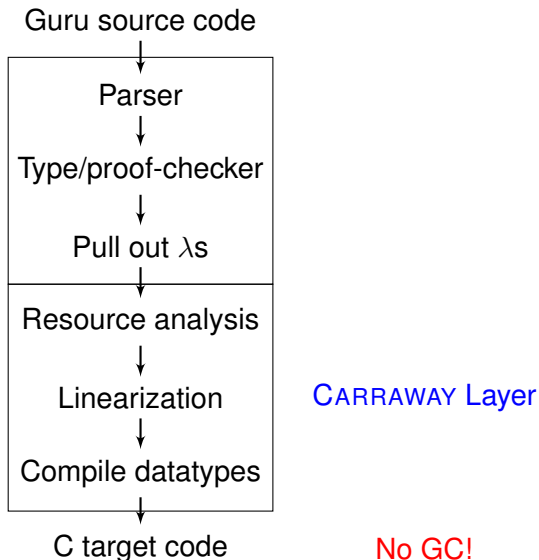 Guru source code
Parser
Type/proof-checker
Pull out λs
Resource analysis
Linearization CARRAWAY Layer
Compile datatypes
C target code No GC!